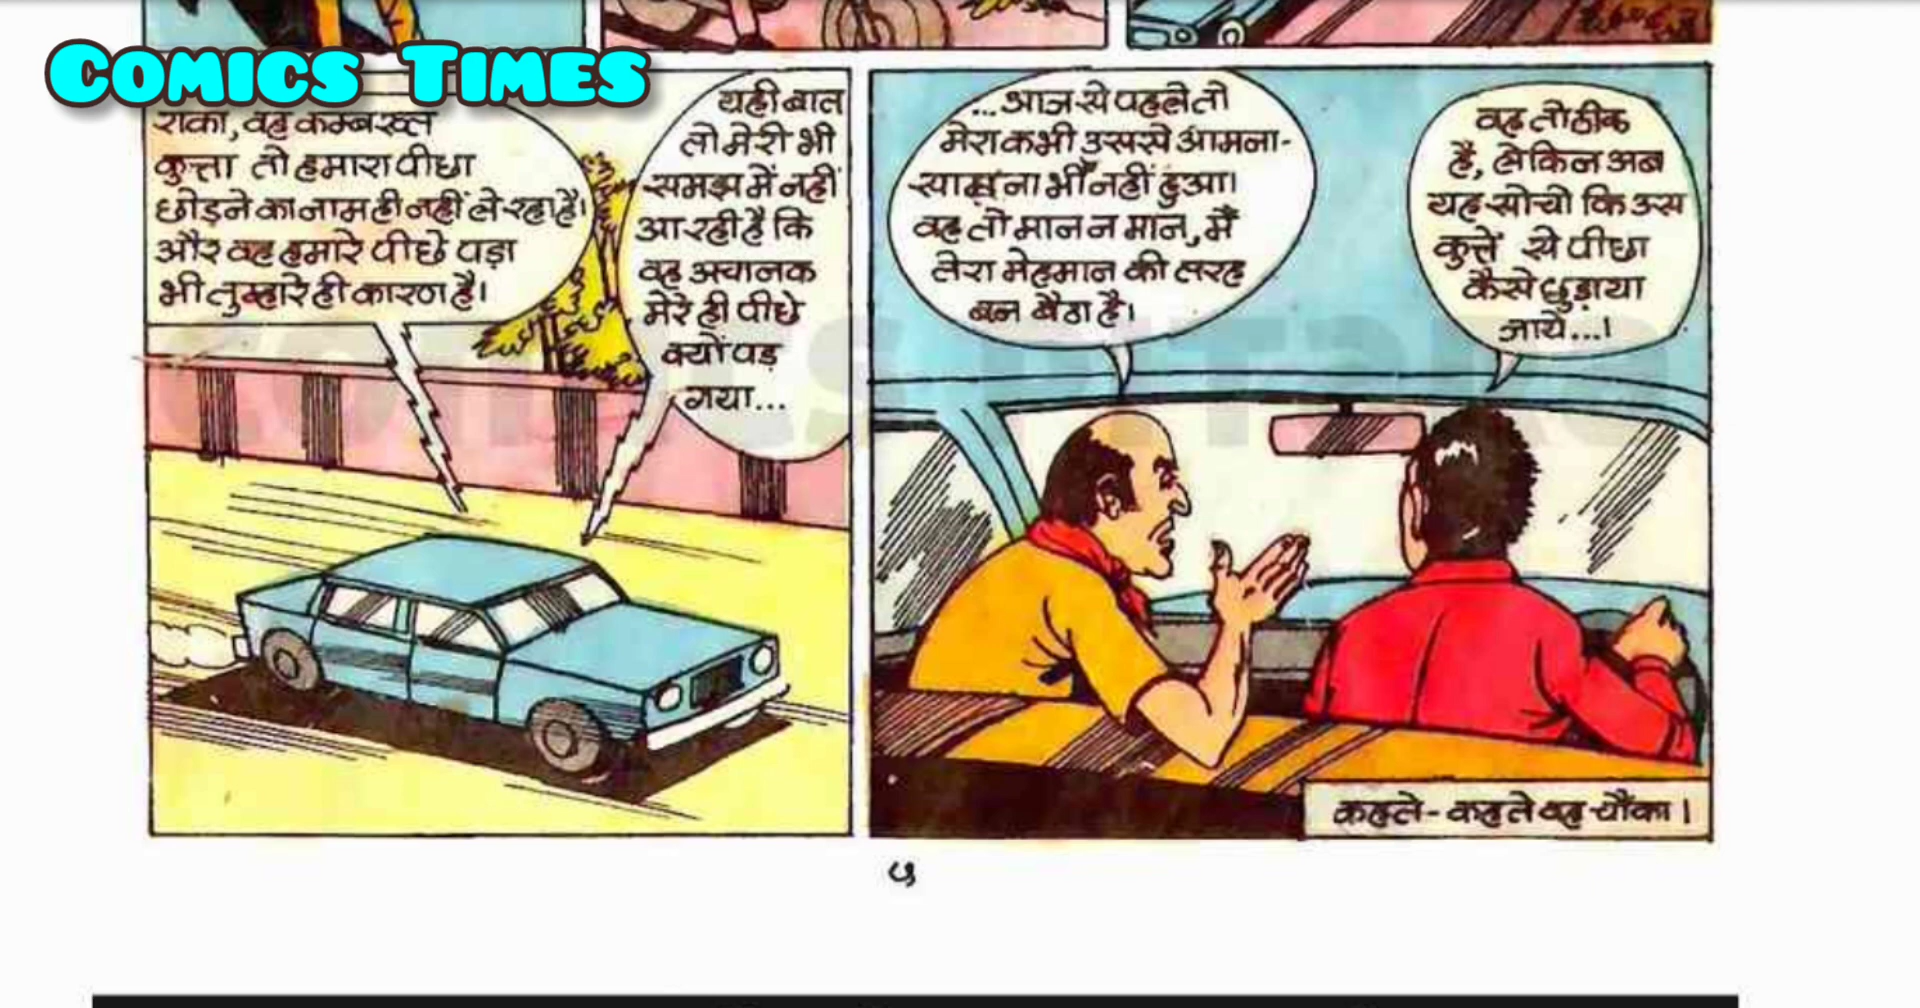 COMICS TIMES
राका, वह कम्बख्त
कुत्ता तो हमारा पीछा
छोड़ने का नाम ही नहीं ले रहा है।
और वह हमारे पीछे पड़ा
भी तुम्हारे ही कारण है।
यही बात
तो मेरी भी
समझ में नहीं
आ रही है कि
वह अचानक
मेरे ही पीछे
क्यों पड़
गया...
...आज से पहले तो
मेरा कभी उससे आमना-
सामना भी नहीं हुआ।
वह तो मान न मान, मैं
तेरा मेहमान की तरह
बन बैठा है।
वह तो ठीक
है, लेकिन अब
यह सोचो कि उस
कुत्ते से पीछा
कैसे छुड़ाया
जाये...।
कहते-कहते वह चौंका।
५